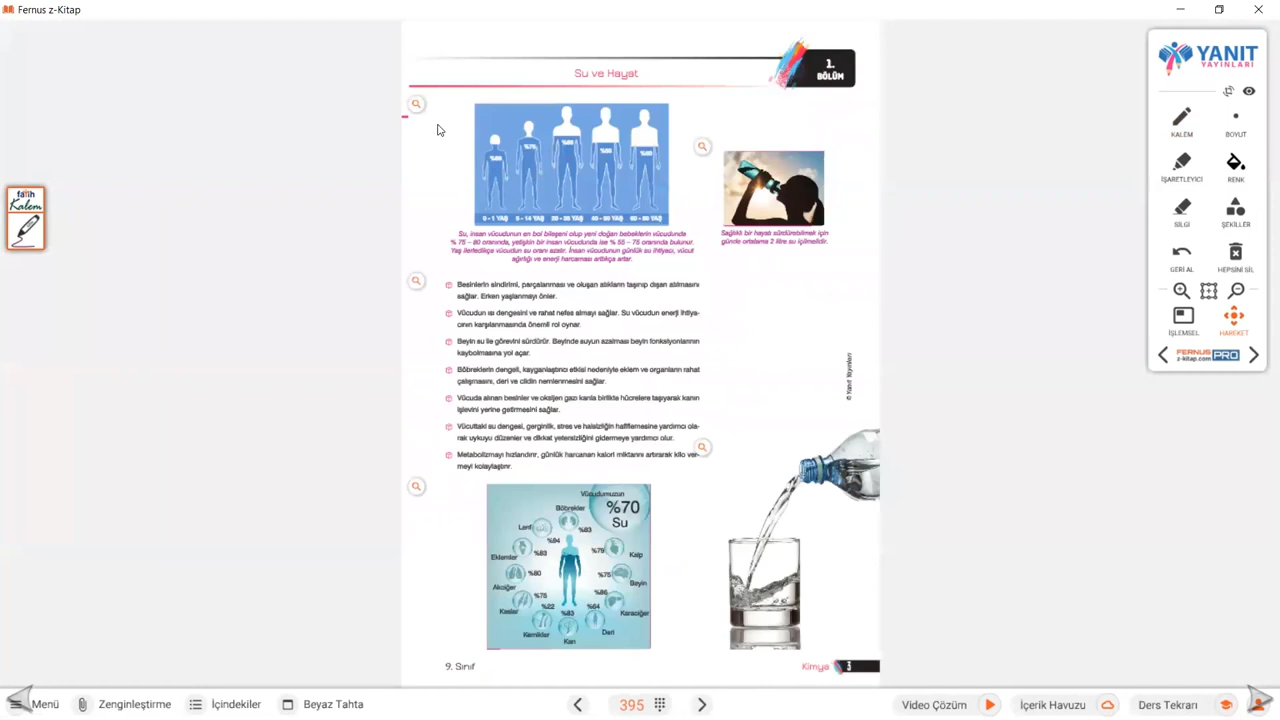 Fernus z-Kitap
Su ve Hayat
1.
BÖLÜM
0 - 1 YAŞ
20 - 39 YAŞ
60 - 89 YAŞ
Su, insan vücudunun en bol bileşeni olup yeni doğan bebeklerin vücudunda
% 75 - 80 oranında, yetişkin bir insan vücudunda ise % 55 - 75 oranında bulunur.
Yaş ilerledikçe vücudun su oranı azalır. İnsan vücudunun günlük su ihtiyacı, vücut
ağırlığı ve enerji harcaması arttıkça artar.
Sağlıklı bir hayatı sürdürebilmek için
günde ortalama 2 litre su içilmelidir.
Besinlerin sindirimi, parçalanması ve oluşan atıkların taşınıp dışarı atılmasını
sağlar. Erken yaşlanmayı önler.
Vücudun ısı dengesini ve rahat nefes almayı sağlar. Su vücudun enerji ihtiya-
cının karşılanmasında önemli rol oynar.
Beyin su ile görevini sürdürür. Beyinde suyun azalması beyin fonksiyonlarının
kaybolmasına yol açar.
Böbreklerin dengeli, kayganlaştırıcı etkisi nedeniyle eklem ve organların rahat
çalışmasını, deri ve cildin nemlenmesini sağlar.
Vücuda alınan besinler ve oksijen gazı kanla birlikte hücrelere taşıyarak kanın
işlevini yerine getirmesini sağlar.
Vücuttaki su dengesi, gerginlik, stres ve halsizliğin hafiflemesine yardımcı ola-
rak uykuyu düzenler ve dikkat yetersizliğini gidermeye yardımcı olur.
Metabolizmayı hızlandırır, günlük harcanan kalori miktarını artırarak kilo ver-
meyi kolaylaştırır.
© Yanıt Yayınları
Vücudumuzun
%70
Su
Böbrekler
%83
Lenf
%94
Eklemler
%83
%79
Kalp
Akciğer
%80
%75
Beyin
Kaslar
%75
%86
Karaciğer
%22
%83
%64
Kemikler
Kan
Deri
9. Sınıf
Kimya
3
fatih
Kalem
YANIT
YAYINLARI
KALEM
BOYUT
İŞARETLEYİCİ
RENK
SİLGİ
ŞEKİLLER
GERİ AL
HEPSİNİ SİL
İŞLEMSEL
HAREKET
FERNUS
z-kitap.com
PRO
Menü
Zenginleştirme
İçindekiler
Beyaz Tahta
395
Video Çözüm
İçerik Havuzu
Ders Tekrarı